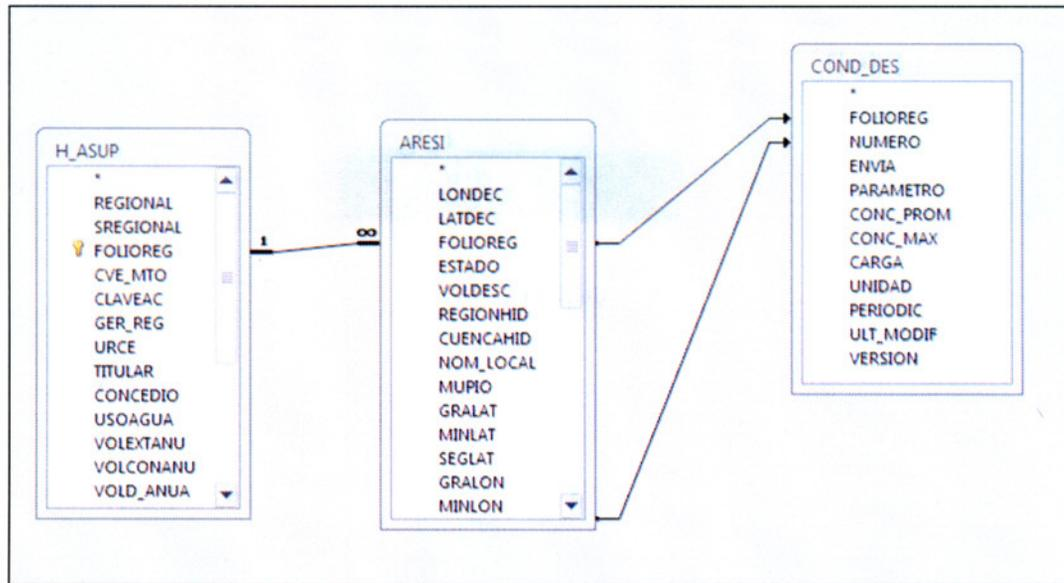 H_ASUP
*
REGIONAL
SREGIONAL
FOLIOREG
CVE_MTO
CLAVEAC
GER_REG
URCE
TITULAR
CONCEDIO
USOAGUA
VOLEXTANU
VOLCONANU
VOLD_ANUA
1
∞
ARESI
*
LONDEC
LATDEC
FOLIOREG
ESTADO
VOLDESC
REGIONHID
CUENCAHID
NOM_LOCAL
MUPIO
GRALAT
MINLAT
SEGLAT
GRALON
MINLON
COND_DES
*
FOLIOREG
NUMERO
ENVIA
PARAMETRO
CONC_PROM
CONC_MAX
CARGA
UNIDAD
PERIODIC
ULT_MODIF
VERSION